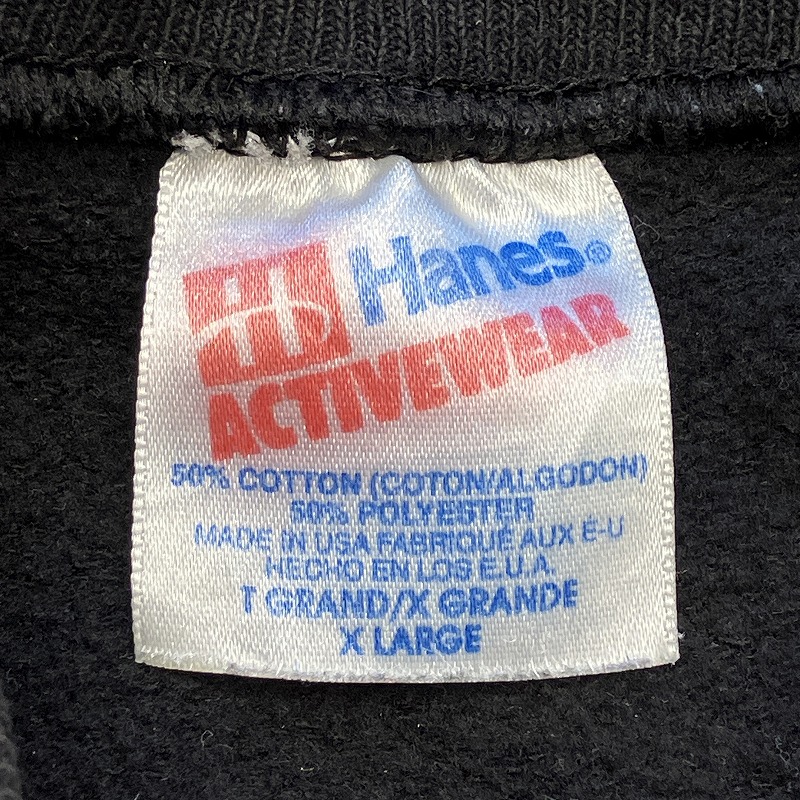 Hanes®
ACTIVEWEAR
50% COTTON (COTON/ALGODON)
50% POLYESTER
MADE IN USA FABRIQUÉ AUX É-U
HECHO EN LOS E.U.A.
T GRAND/X GRANDE
X LARGE